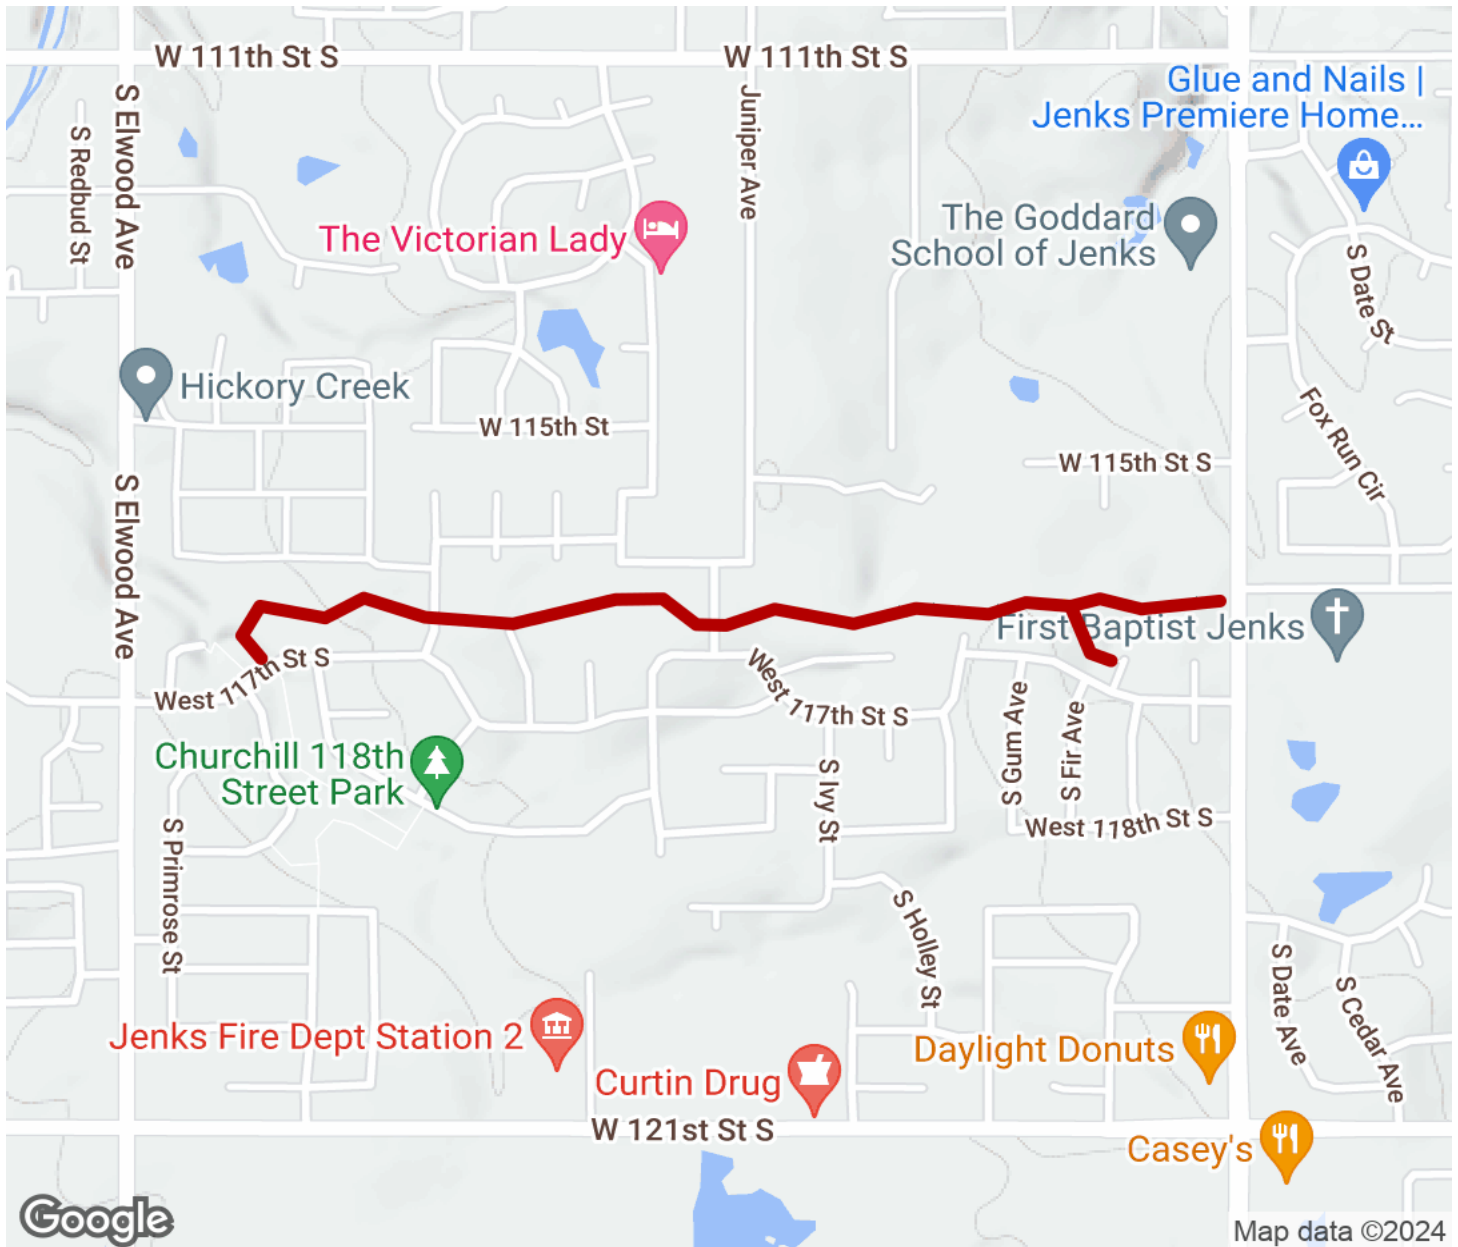 W 111th St S
W 111th St S
Glue and Nails |
Jenks Premiere Home...
S Elwood Ave
S Redbud St
Juniper Ave
The Victorian Lady
The Goddard
School of Jenks
S Date St
Hickory Creek
W 115th St
W 115th St S
Fox Run Cir
S Elwood Ave
First Baptist Jenks
West 117th St S
West 117th St S
S Gum Ave
S Fir Ave
Churchill 118th
Street Park
S Ivy St
West 118th St S
S Primrose St
S Holley St
S Date Ave
S Cedar Ave
Jenks Fire Dept Station 2
Daylight Donuts
Curtin Drug
W 121st St S
Casey's
Google
Map data ©2024